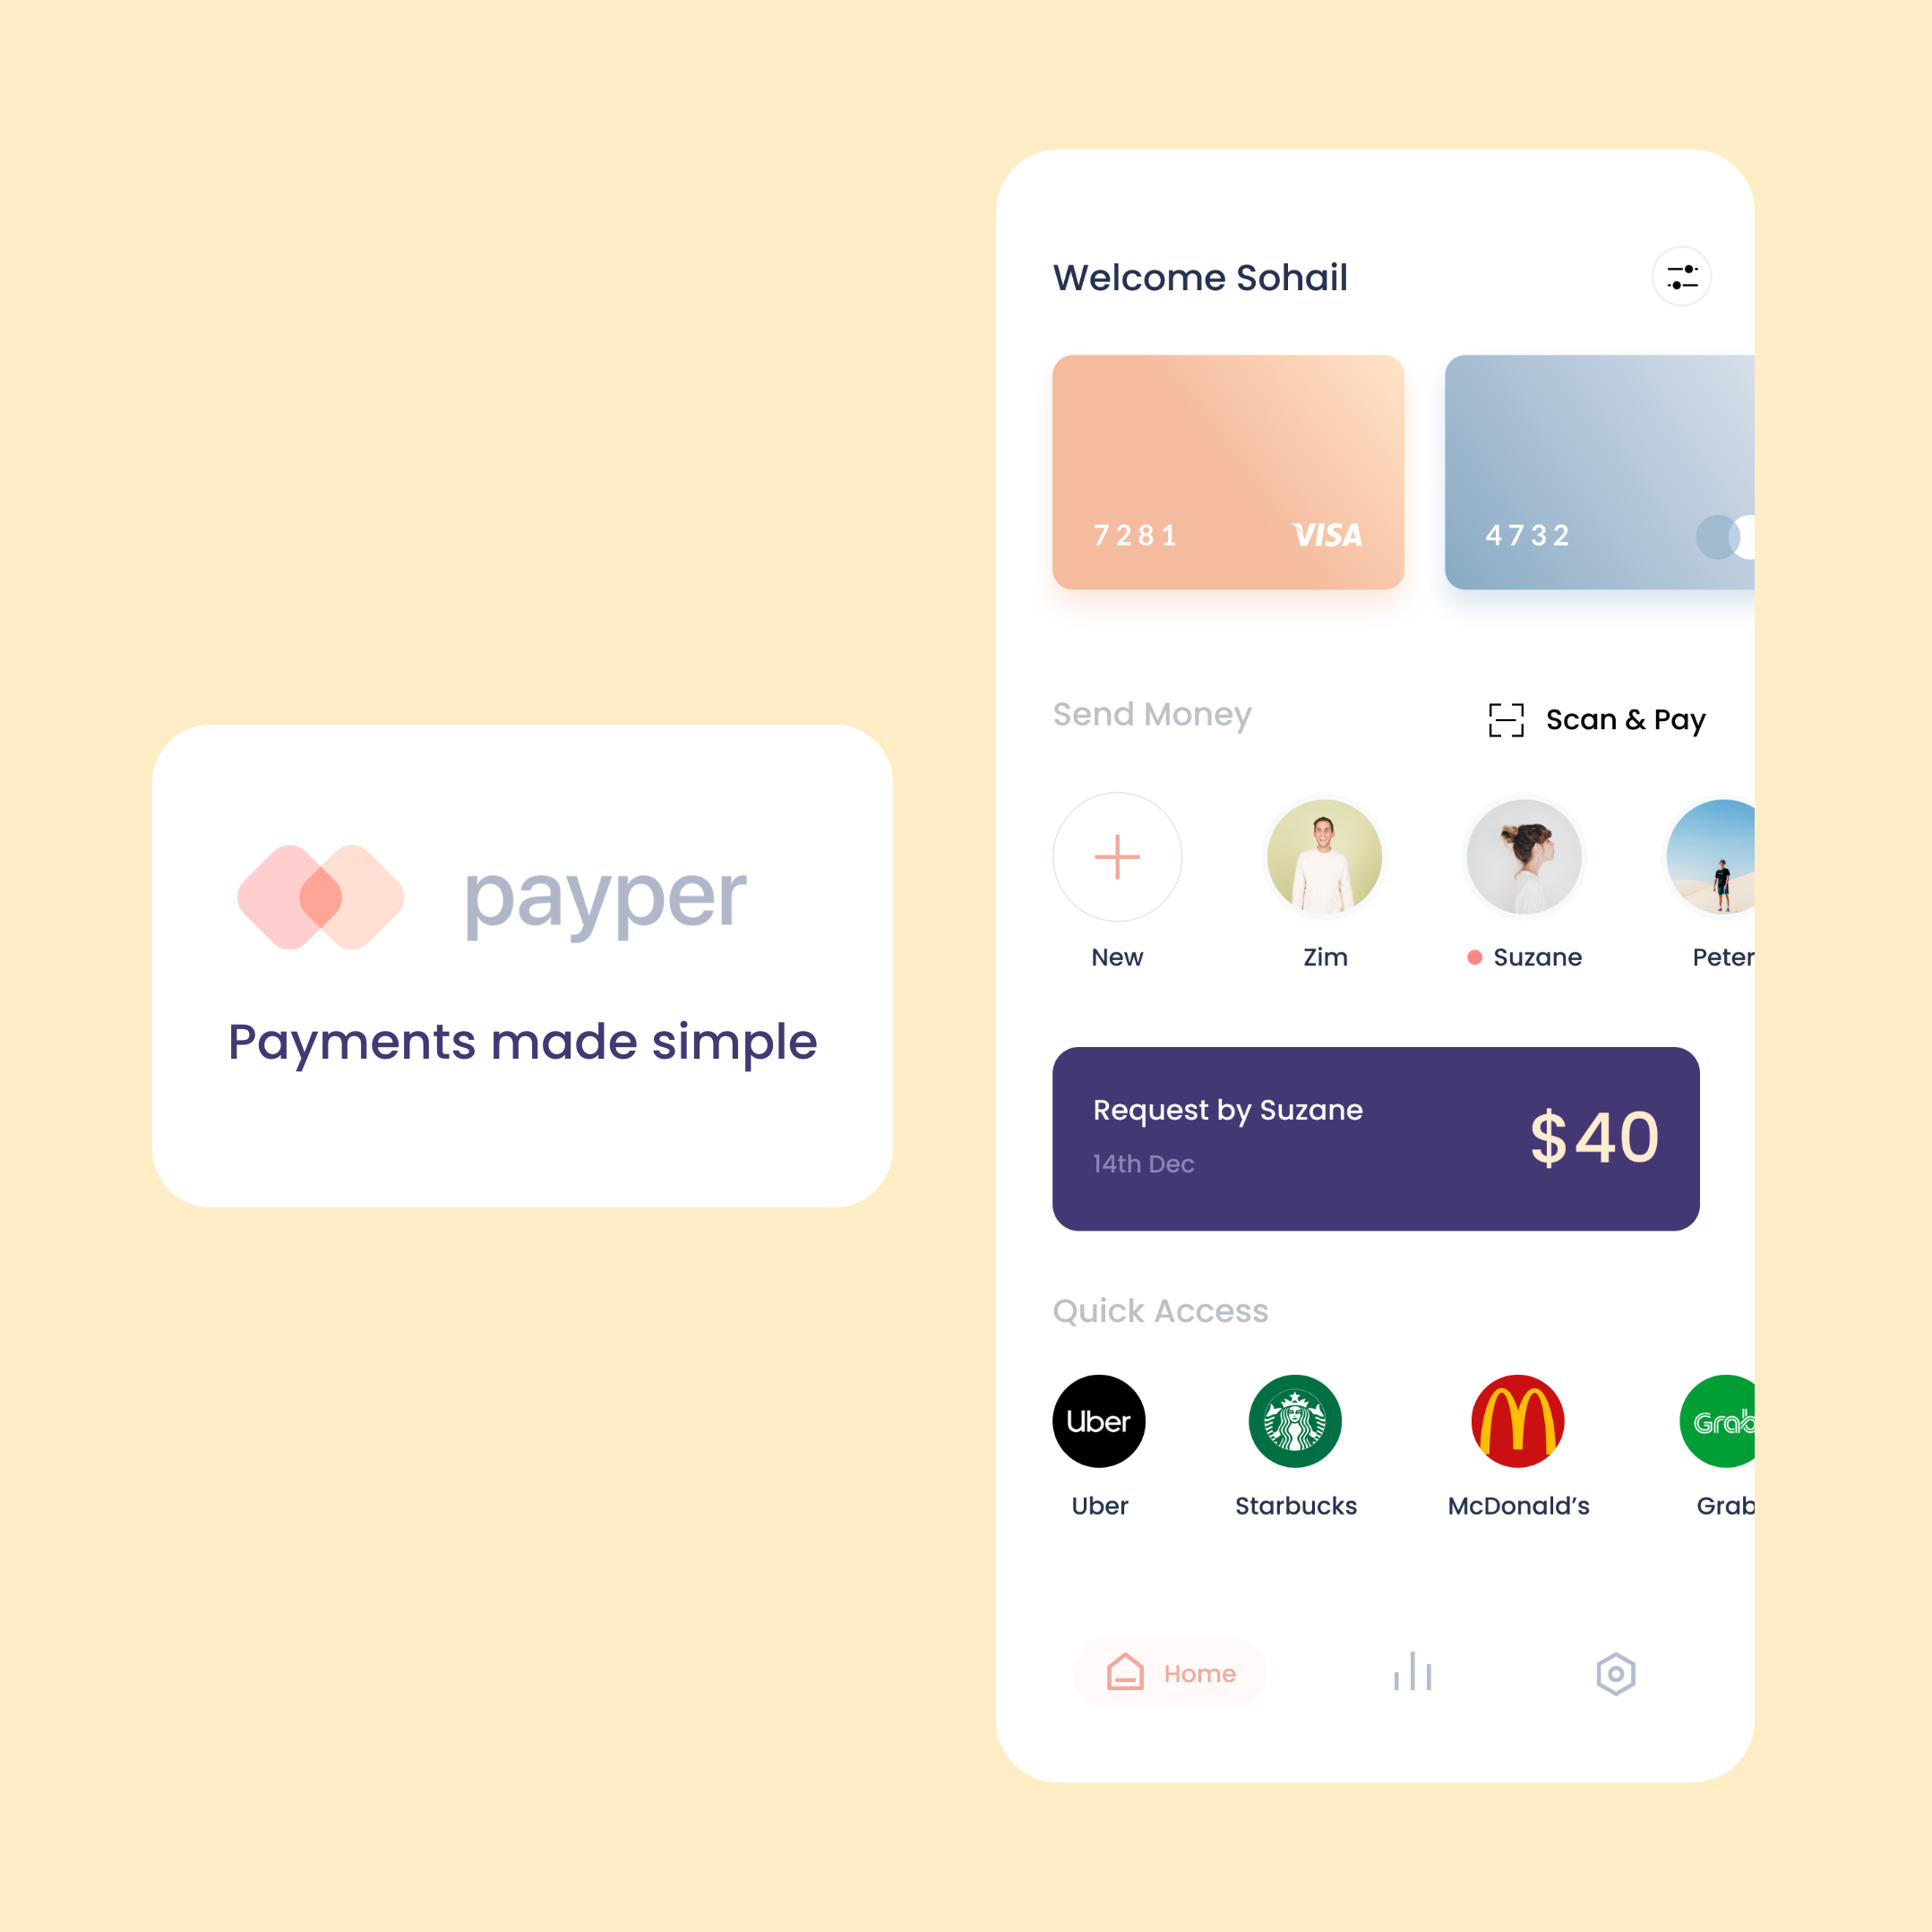 payper
Payments made simple
Welcome Sohail
7281
VISA
4732
Send Money
Scan & Pay
New
Zim
Suzane
Peter
Request by Suzane
14th Dec
$40
Quick Access
Uber
Grab
Uber
Starbucks
McDonald’s
Grab
Home